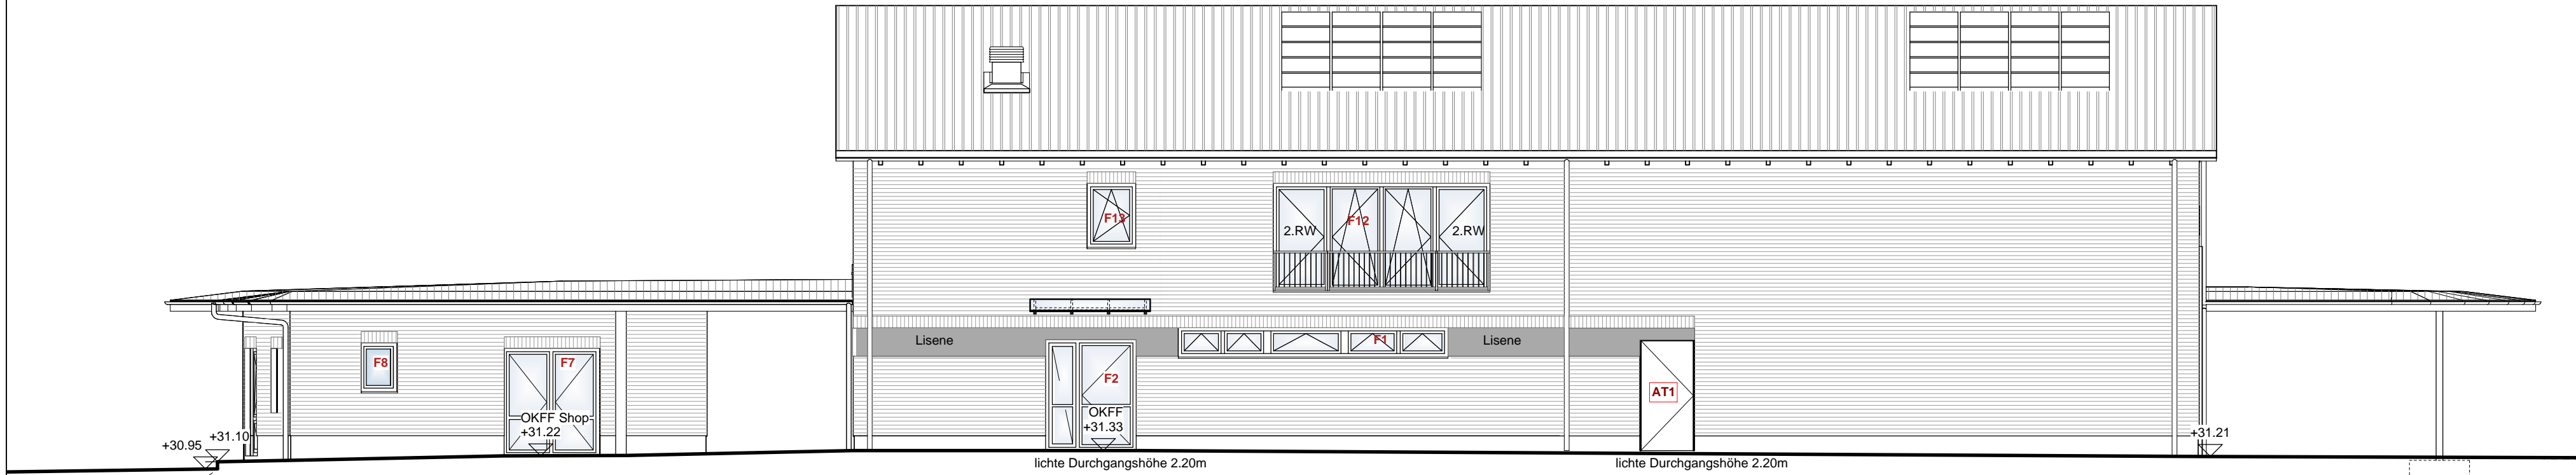 F13
2.RW
F12
2.RW
Lisene
F1
Lisene
F8
F7
F2
AT1
OKFF Shop
+31.22
OKFF
+31.33
+30.95
+31.10
+31.21
lichte Durchgangshöhe 2.20m
lichte Durchgangshöhe 2.20m